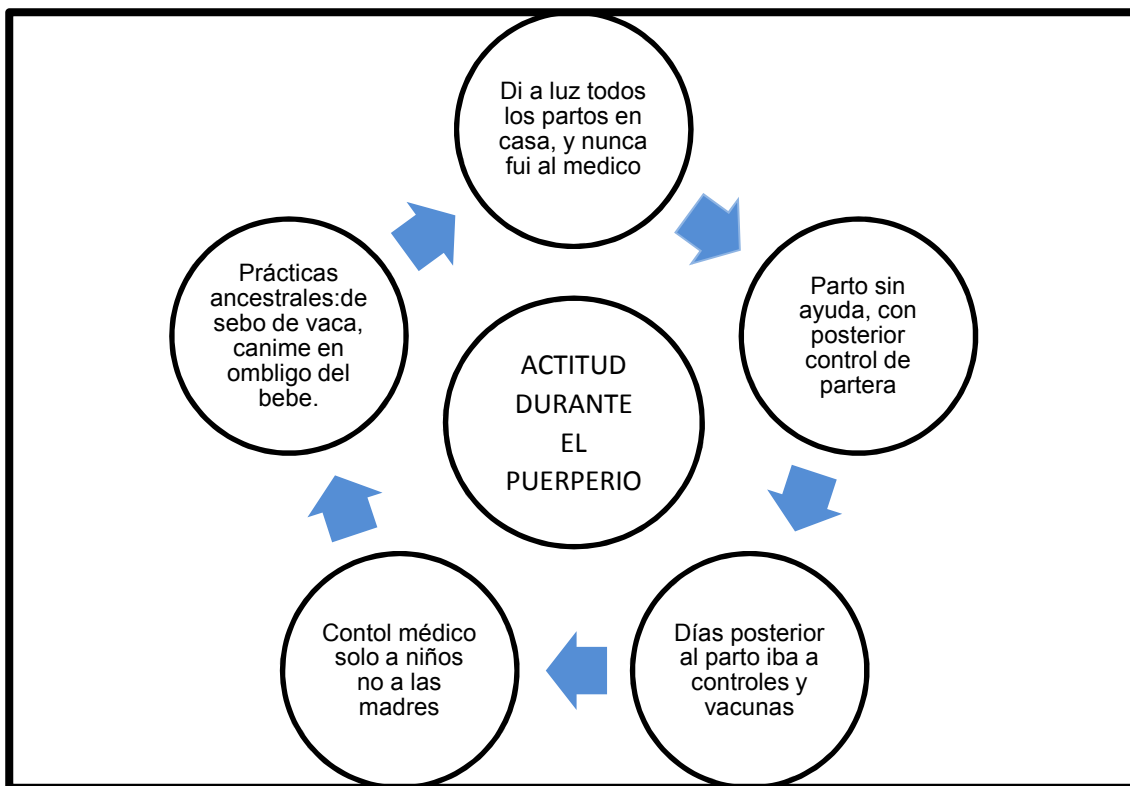 Di a luz todos
los partos en
casa, y nunca
fui al medico
Parto sin
ayuda, con
posterior
control de
partera
Días posterior
al parto iba a
controles y
vacunas
Contol médico
solo a niños
no a las
madres
Prácticas
ancestrales:de
sebo de vaca,
canime en
ombligo del
bebe.
ACTITUD
DURANTE
EL
PUERPERIO